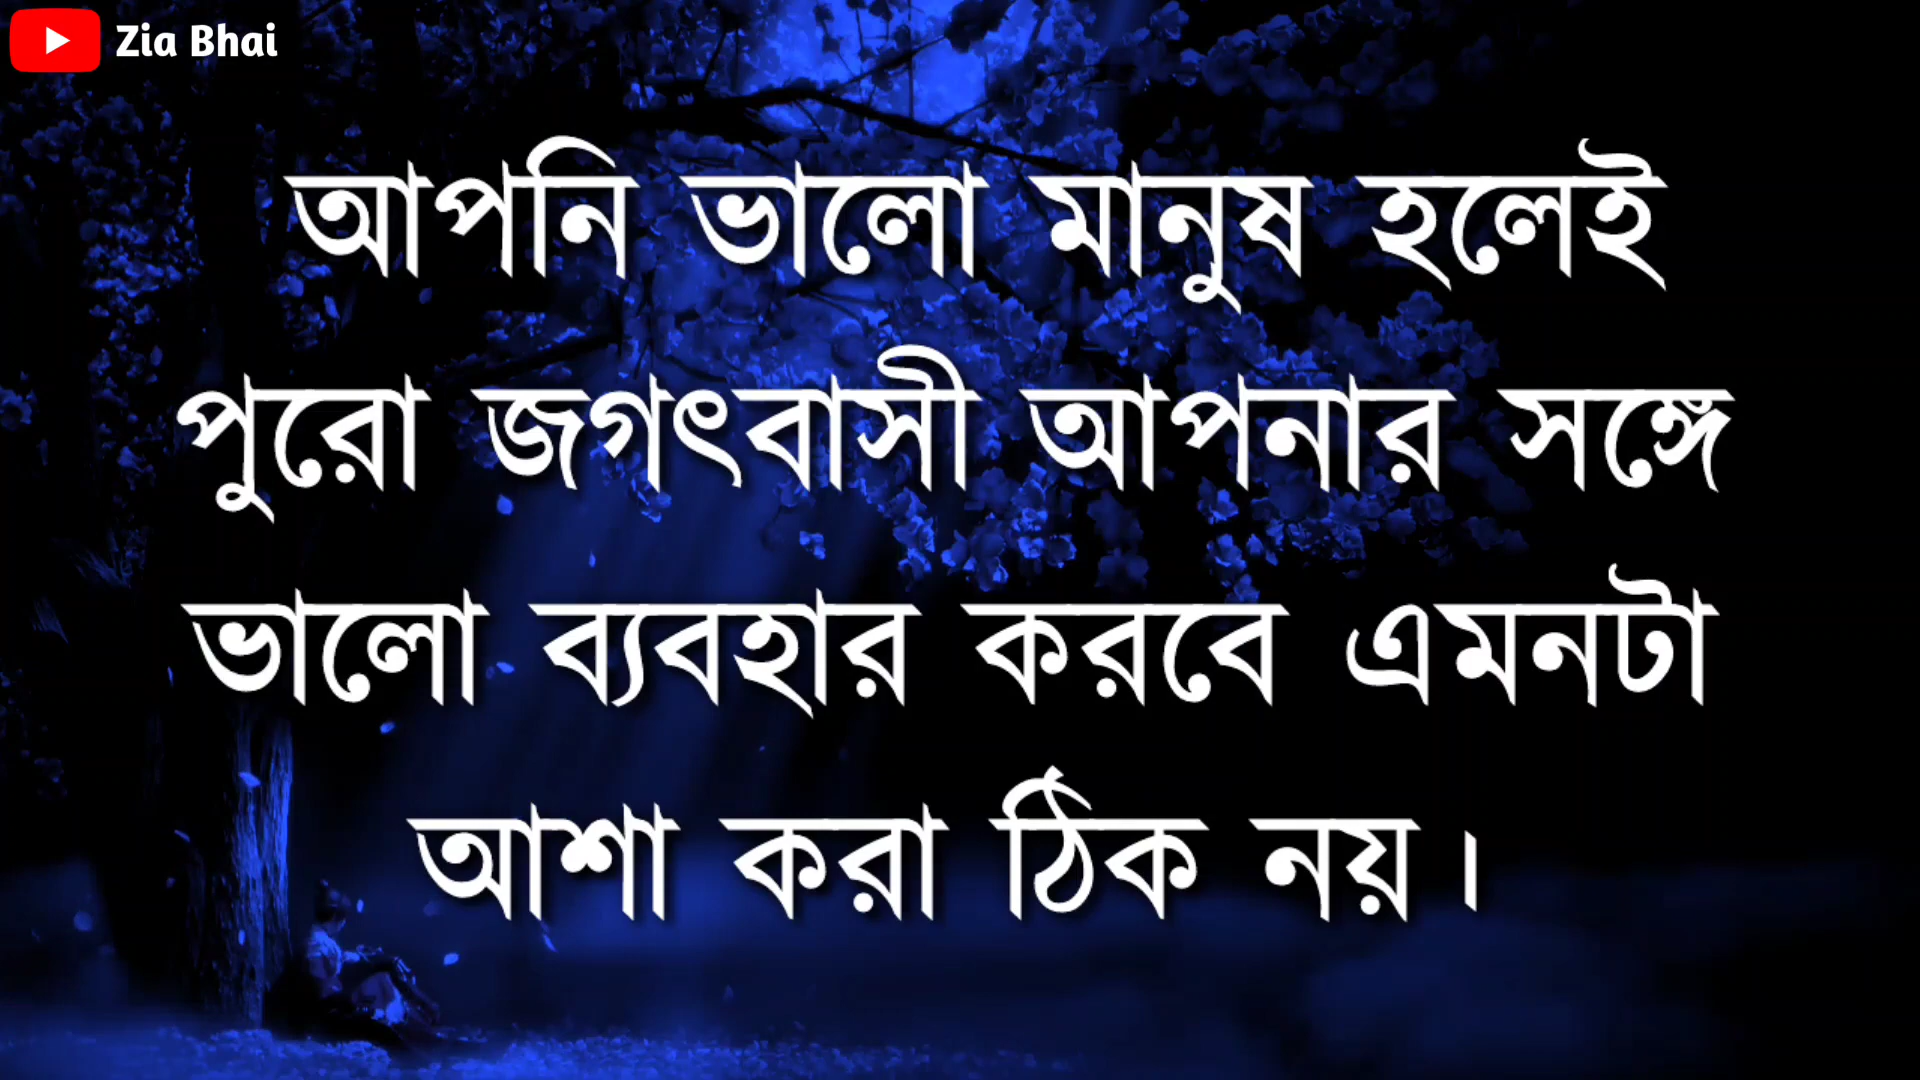 Zia Bhai
আপনি ভালো মানুষ হলেই
পুরো জগৎবাসী আপনার সঙ্গে
ভালো ব্যবহার করবে এমনটা
আশা করা ঠিক নয়।